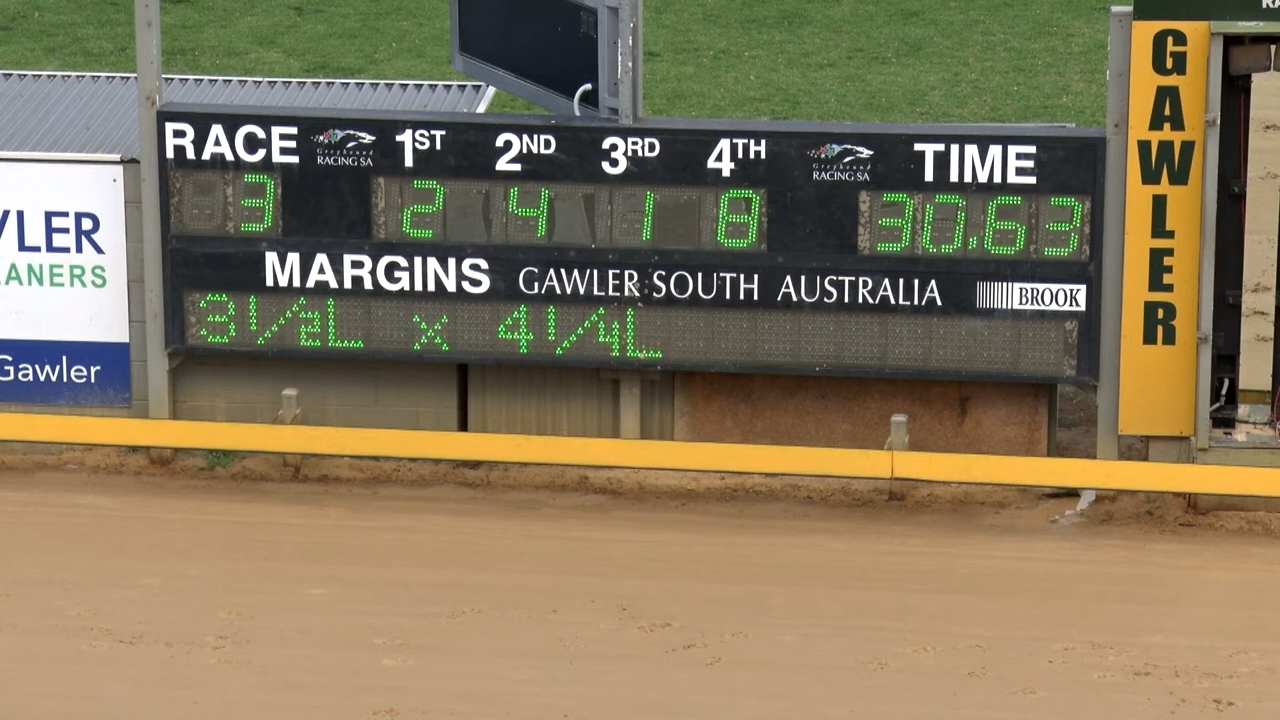 RACE 1ST 2ND 3RD 4TH TIME
Greyhound RACING SA
Greyhound RACING SA
3 2 4 1 8 30.63
MARGINS GAWLER SOUTH AUSTRALIA BROOK
3 1/2L x 4 1/4L
GAWLER
VLER
ANERS
Gawler
RA